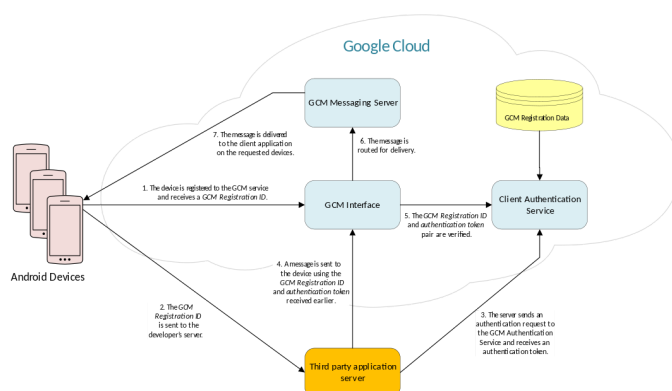 Google Cloud
GCM Messaging Server
GCM Registration Data
7. The message is delivered
to the client application
on the requested devices.
6. The message is
routed for delivery.
1. The device is registered to the GCM service
and receives a GCM Registration ID.
GCM Interface
Client Authentication
Service
5. The GCM Registration ID
and authentication token
pair are verified.
Android Devices
4. A message is sent to
the device using the
GCM Registration ID
and authentication token
received earlier.
2. The GCM
Registration ID
is sent to the
developer's server.
3. The server sends an
authentication request to
the GCM Authentication
Service and receives an
authentication token.
Third party application
server